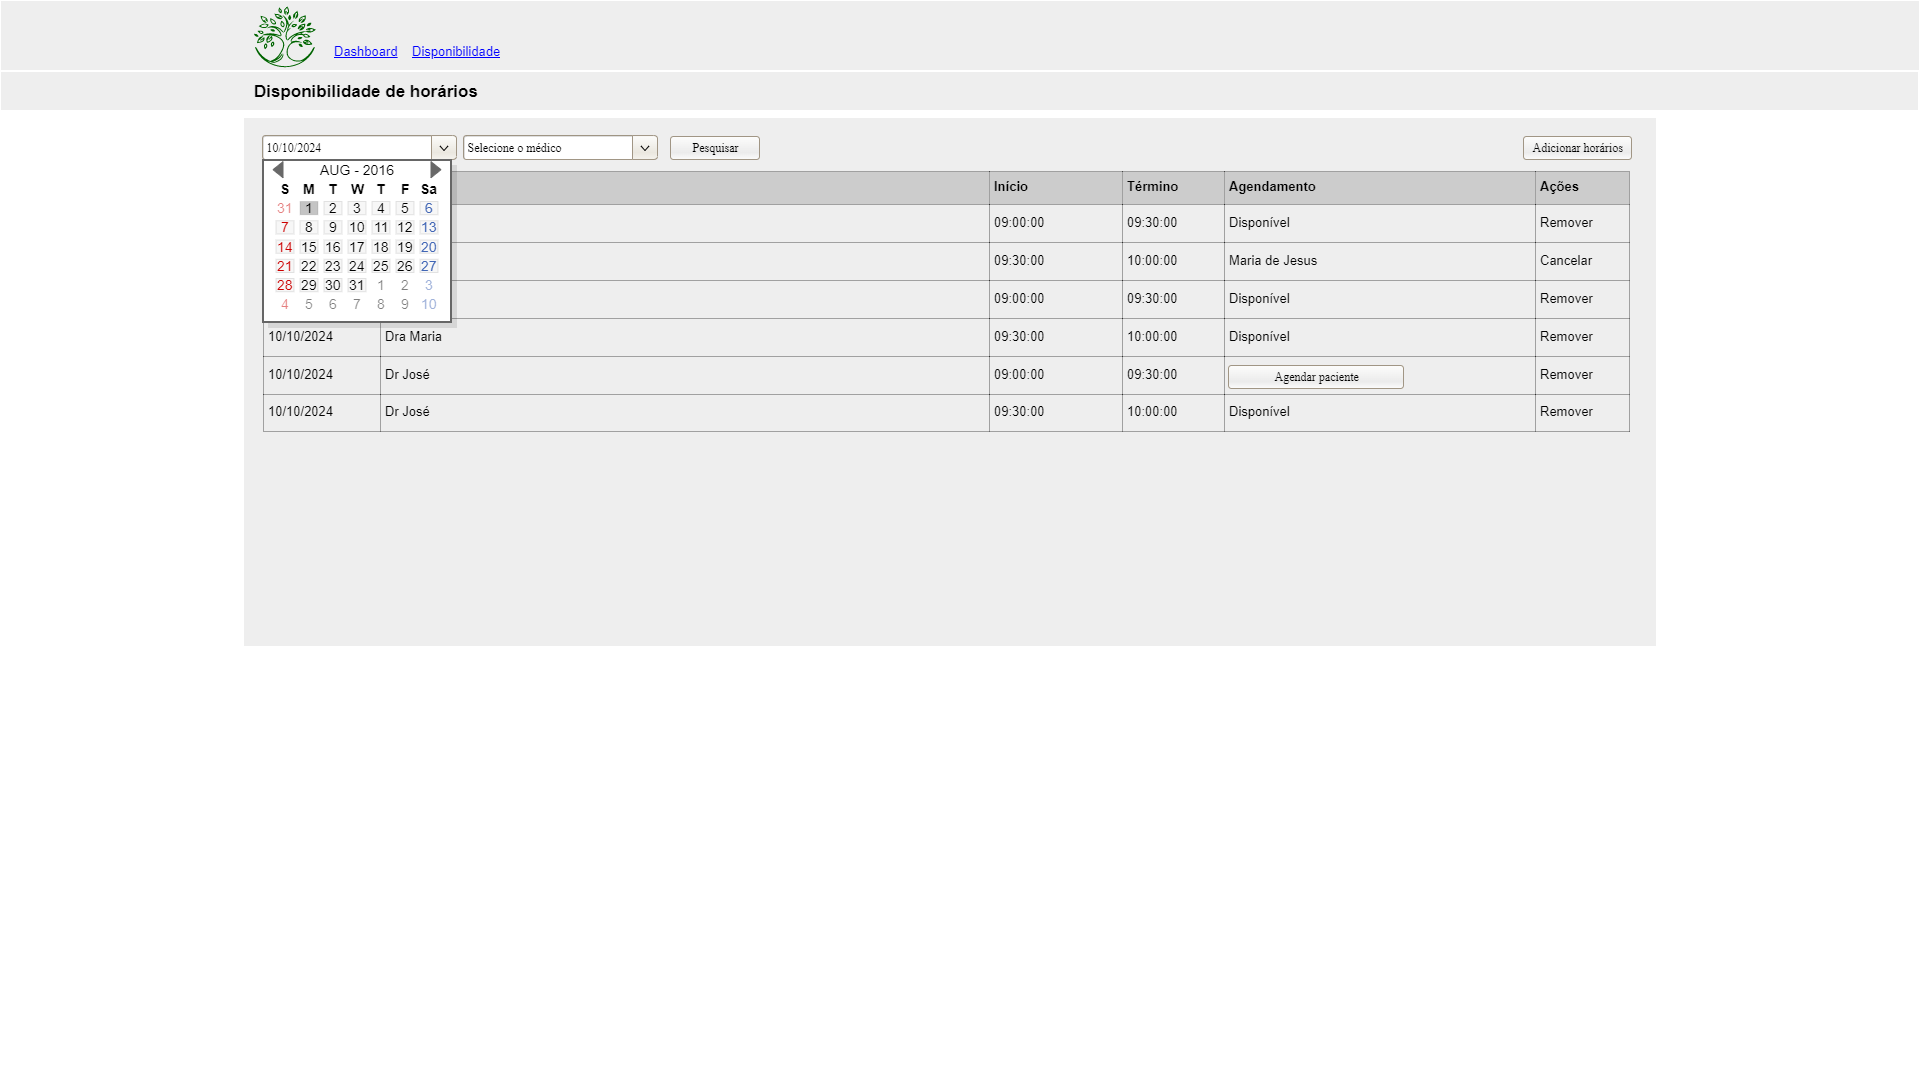 Dashboard Disponibilidade
Disponibilidade de horários
10/10/2024 Selecione o médico Pesquisar Adicionar horários
AUG - 2016
S M T W T F Sa
31 1 2 3 4 5 6
7 8 9 10 11 12 13
14 15 16 17 18 19 20
21 22 23 24 25 26 27
28 29 30 31 1 2 3
4 5 6 7 8 9 10
Início Término Agendamento Ações
09:00:00 09:30:00 Disponível Remover
09:30:00 10:00:00 Maria de Jesus Cancelar
09:00:00 09:30:00 Disponível Remover
10/10/2024 Dra Maria 09:30:00 10:00:00 Disponível Remover
10/10/2024 Dr José 09:00:00 09:30:00 Agendar paciente Remover
10/10/2024 Dr José 09:30:00 10:00:00 Disponível Remover